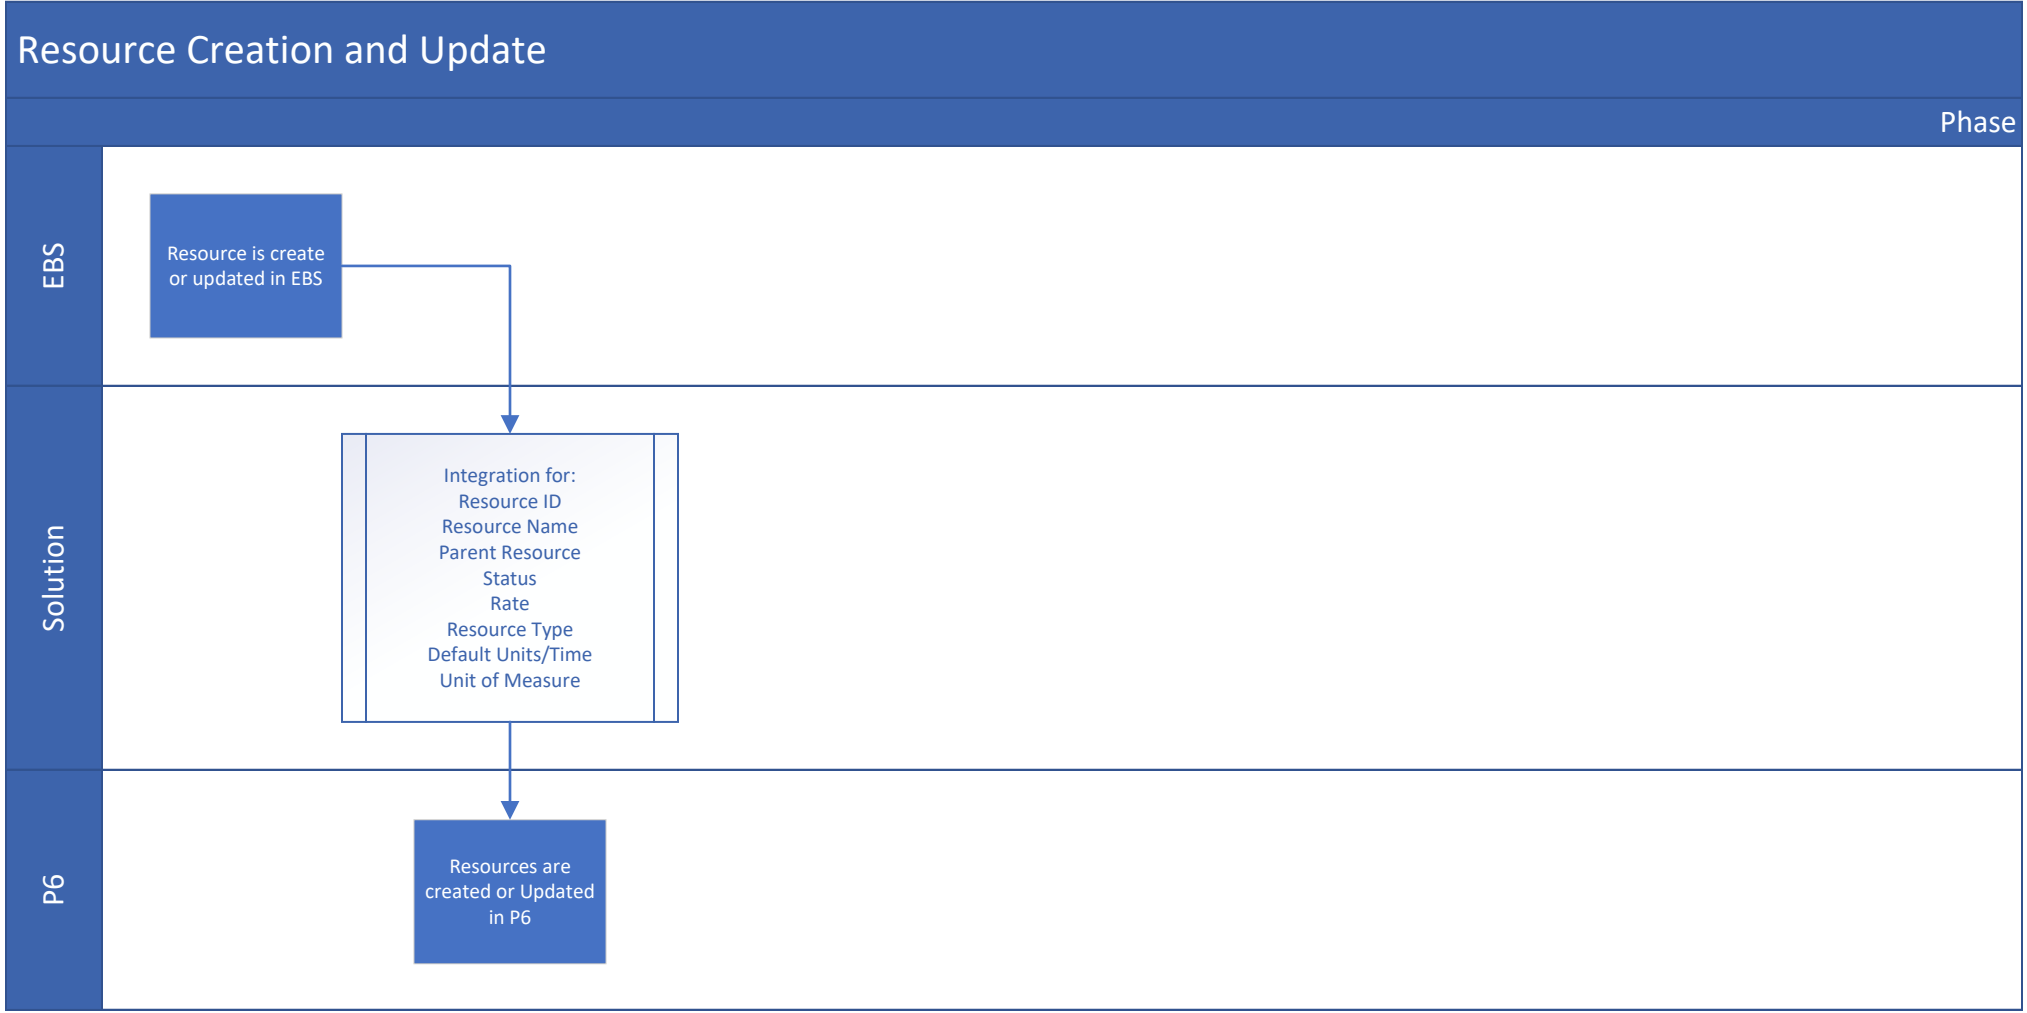 Resource Creation and Update
Phase
EBS
Resource is create
or updated in EBS
Solution
Integration for:
Resource ID
Resource Name
Parent Resource
Status
Rate
Resource Type
Default Units/Time
Unit of Measure
P6
Resources are
created or Updated
in P6